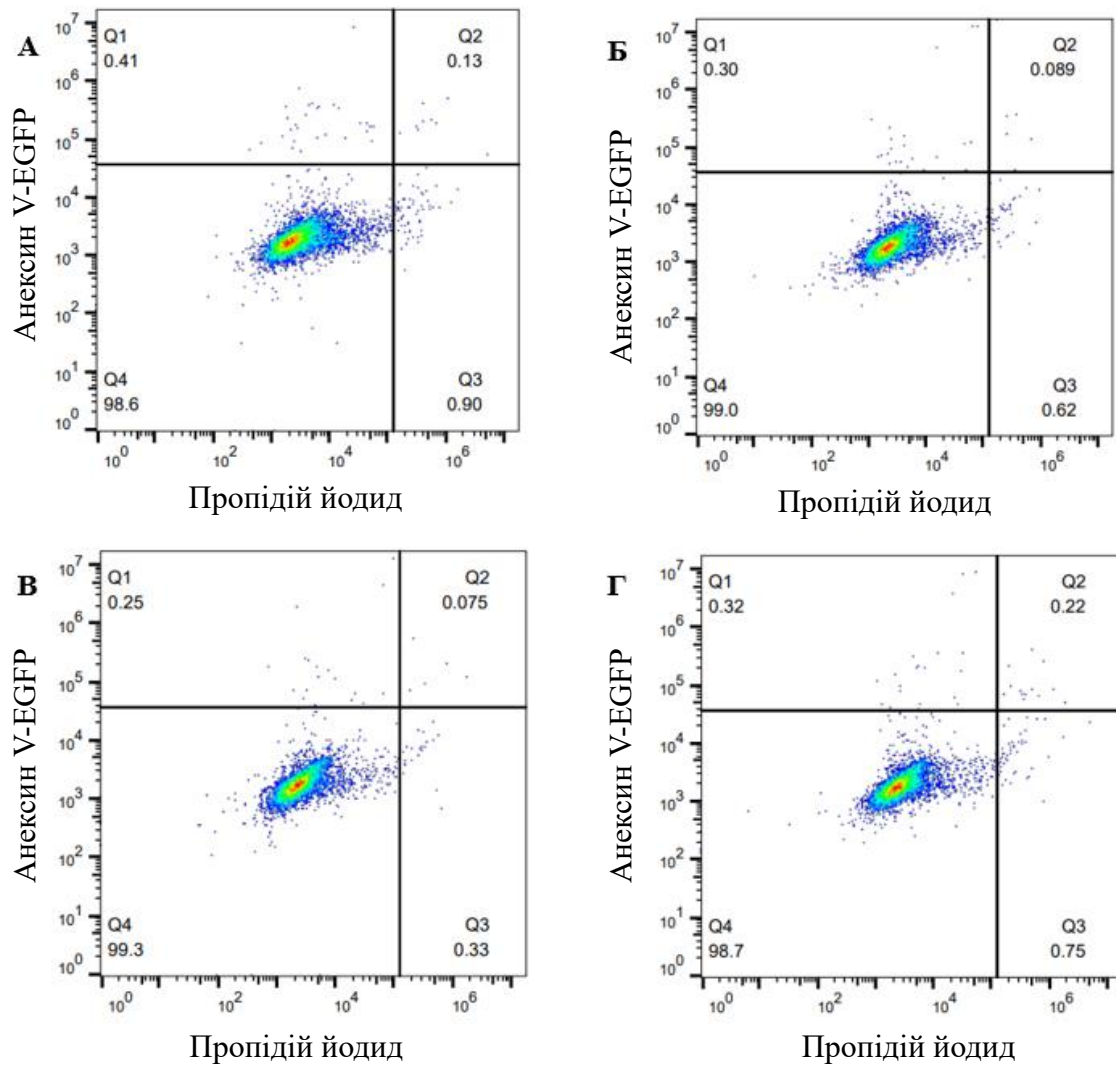 А
Анексин V-EGFP
10^7
10^6
10^5
10^4
10^3
10^2
10^1
10^0
Q1
0.41
Q2
0.13
Q4
98.6
Q3
0.90
10^0
10^2
10^4
10^6
Пропідій йодид
Б
Анексин V-EGFP
10^7
10^6
10^5
10^4
10^3
10^2
10^1
10^0
Q1
0.30
Q2
0.089
Q4
99.0
Q3
0.62
10^0
10^2
10^4
10^6
Пропідій йодид
В
Анексин V-EGFP
10^7
10^6
10^5
10^4
10^3
10^2
10^1
10^0
Q1
0.25
Q2
0.075
Q4
99.3
Q3
0.33
10^0
10^2
10^4
10^6
Пропідій йодид
Г
Анексин V-EGFP
10^7
10^6
10^5
10^4
10^3
10^2
10^1
10^0
Q1
0.32
Q2
0.22
Q4
98.7
Q3
0.75
10^0
10^2
10^4
10^6
Пропідій йодид